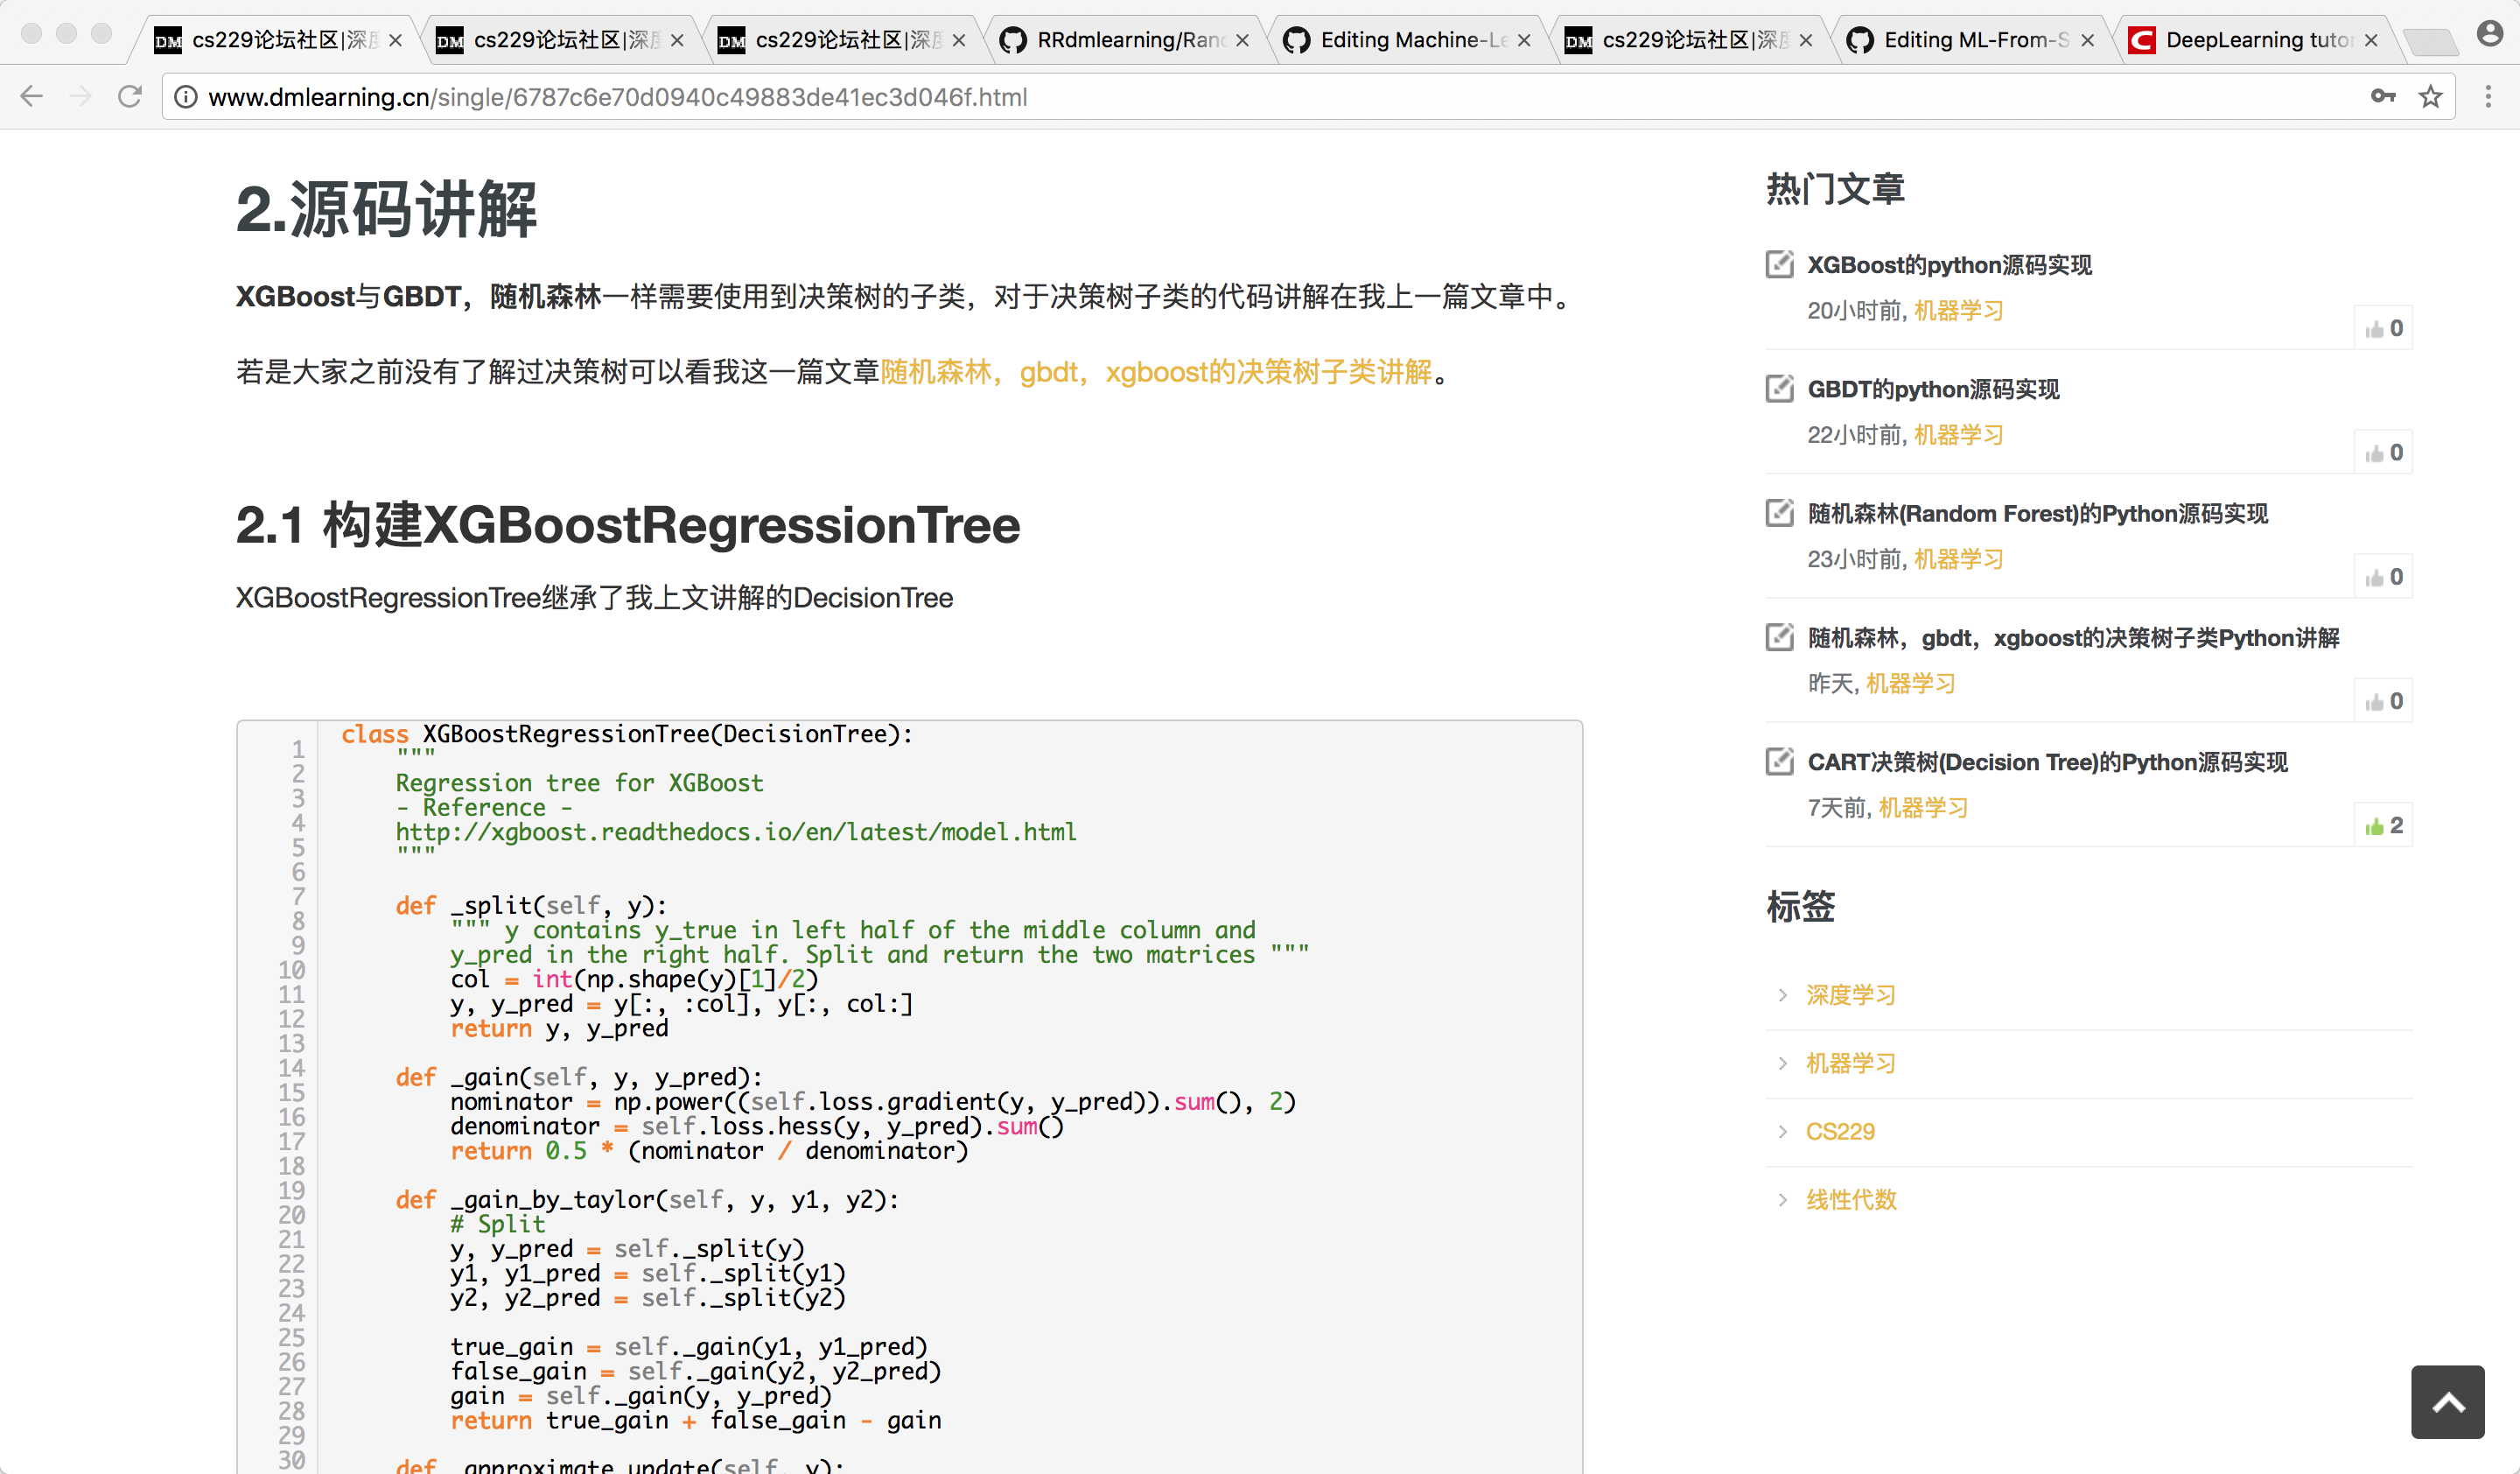 cs229论坛社区|深度
cs229论坛社区|深度
cs229论坛社区|深度
RRdmlearning/Rand
Editing Machine-Le
cs229论坛社区|深度
Editing ML-From-S
DeepLearning tutor
www.dmlearning.cn/single/6787c6e70d0940c49883de41ec3d046f.html
2.源码讲解
XGBoost与GBDT，随机森林一样需要使用到决策树的子类，对于决策树子类的代码讲解在我上一篇文章中。
若是大家之前没有了解过决策树可以看我这一篇文章随机森林，gbdt，xgboost的决策树子类讲解。
2.1 构建XGBoostRegressionTree
XGBoostRegressionTree继承了我上文讲解的DecisionTree
1
2
3
4
5
6
7
8
9
10
11
12
13
14
15
16
17
18
19
20
21
22
23
24
25
26
27
28
29
30
class XGBoostRegressionTree(DecisionTree):
"""
Regression tree for XGBoost
- Reference -
http://xgboost.readthedocs.io/en/latest/model.html
"""
def _split(self, y):
""" y contains y_true in left half of the middle column and
y_pred in the right half. Split and return the two matrices """
col = int(np.shape(y)[1]/2)
y, y_pred = y[:, :col], y[:, col:]
return y, y_pred
def _gain(self, y, y_pred):
nominator = np.power((self.loss.gradient(y, y_pred)).sum(), 2)
denominator = self.loss.hess(y, y_pred).sum()
return 0.5 * (nominator / denominator)
def _gain_by_taylor(self, y, y1, y2):
# Split
y, y_pred = self._split(y)
y1, y1_pred = self._split(y1)
y2, y2_pred = self._split(y2)
true_gain = self._gain(y1, y1_pred)
false_gain = self._gain(y2, y2_pred)
gain = self._gain(y, y_pred)
return true_gain + false_gain - gain
def _approximate_update(self, y):
热门文章
XGBoost的python源码实现
20小时前, 机器学习
0
GBDT的python源码实现
22小时前, 机器学习
0
随机森林(Random Forest)的Python源码实现
23小时前, 机器学习
0
随机森林，gbdt，xgboost的决策树子类Python讲解
昨天, 机器学习
0
CART决策树(Decision Tree)的Python源码实现
7天前, 机器学习
2
标签
深度学习
机器学习
CS229
线性代数